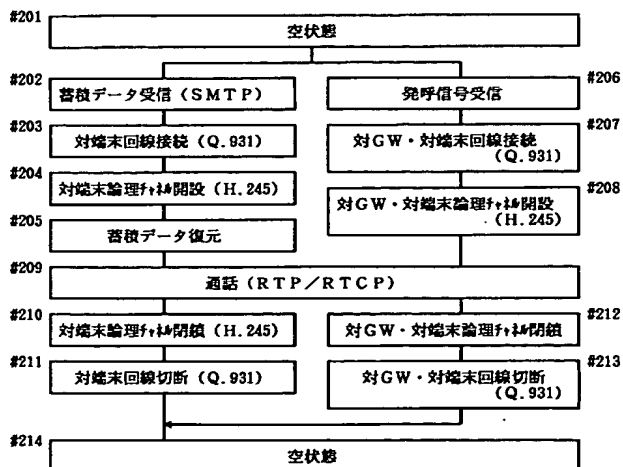 #201
空状態
#202
蓄積データ受信(SMTP)
#206
発呼信号受信
#203
対端末回線接続(Q.931)
#207
対GW・対端末回線接続
(Q.931)
#204
対端末論理チャネル開設(H.245)
#208
対GW・対端末論理チャネル開設
(H.245)
#205
蓄積データ復元
#209
通話(RTP/RTCP)
#210
対端末論理チャネル閉鎖(H.245)
#212
対GW・対端末論理チャネル閉鎖
#211
対端末回線切断(Q.931)
#213
対GW・対端末回線切断
(Q.931)
#214
空状態